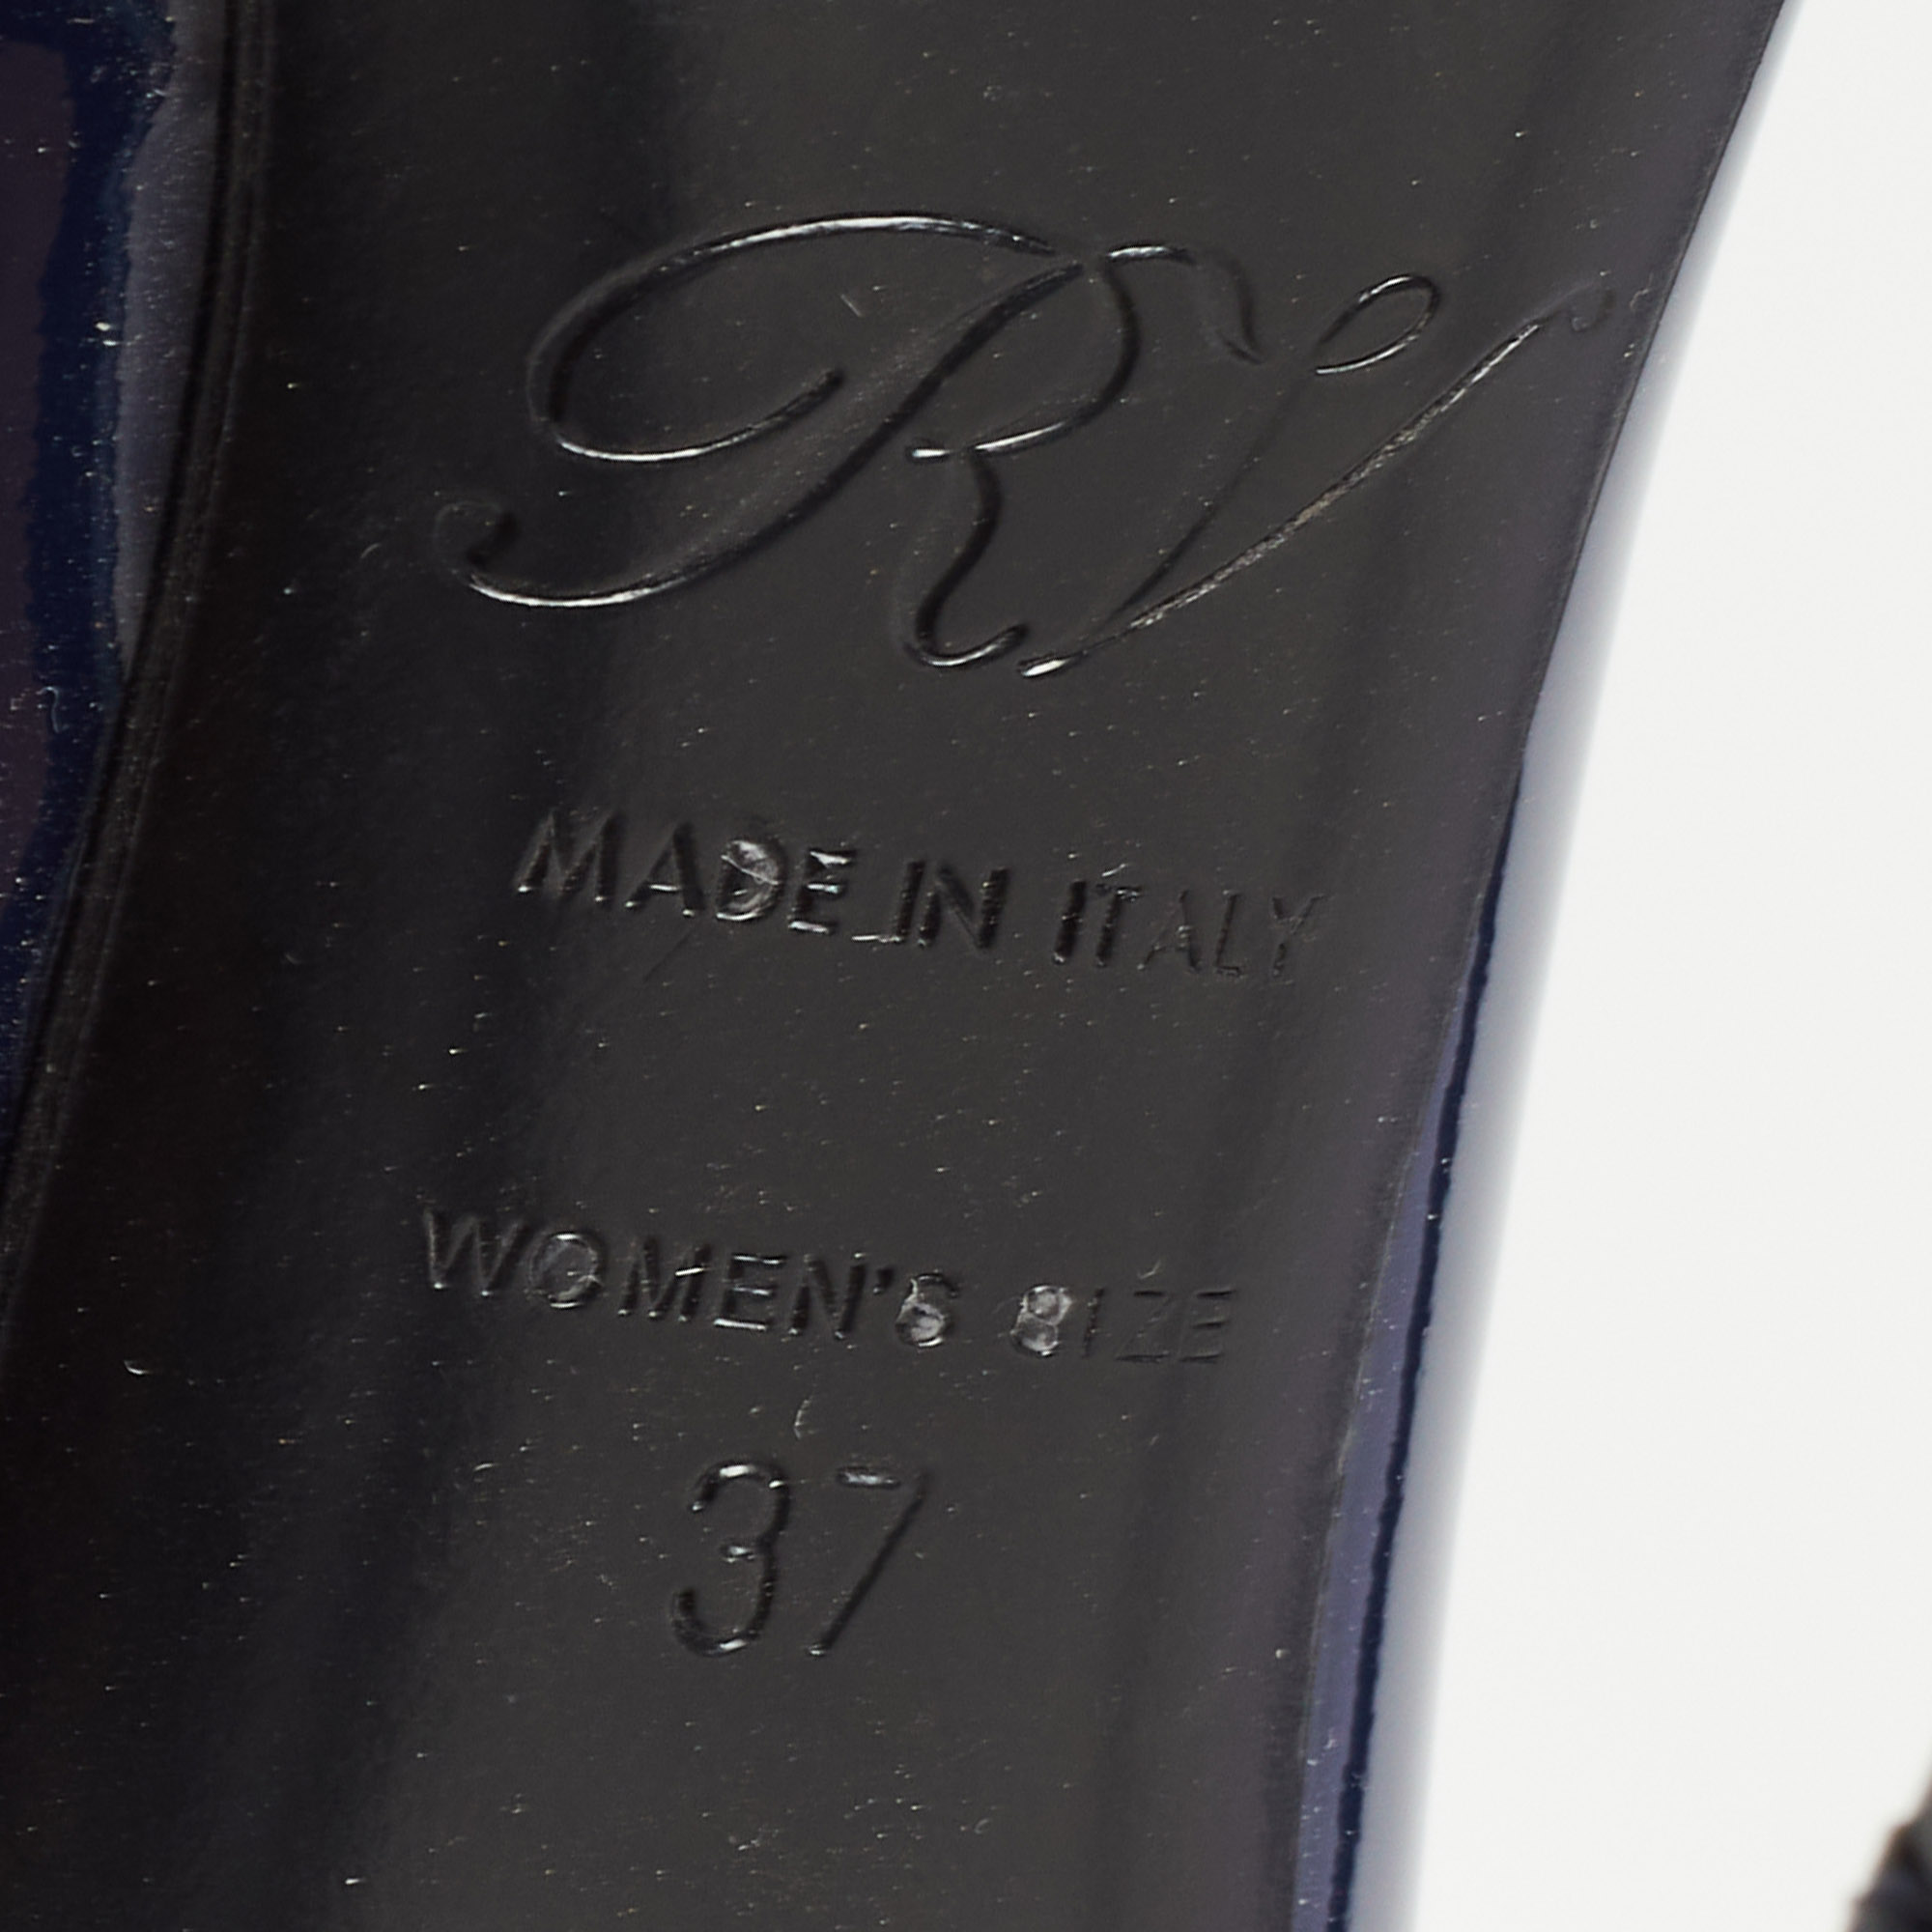 RV
MADE IN ITALY
WOMEN'S SIZE
37